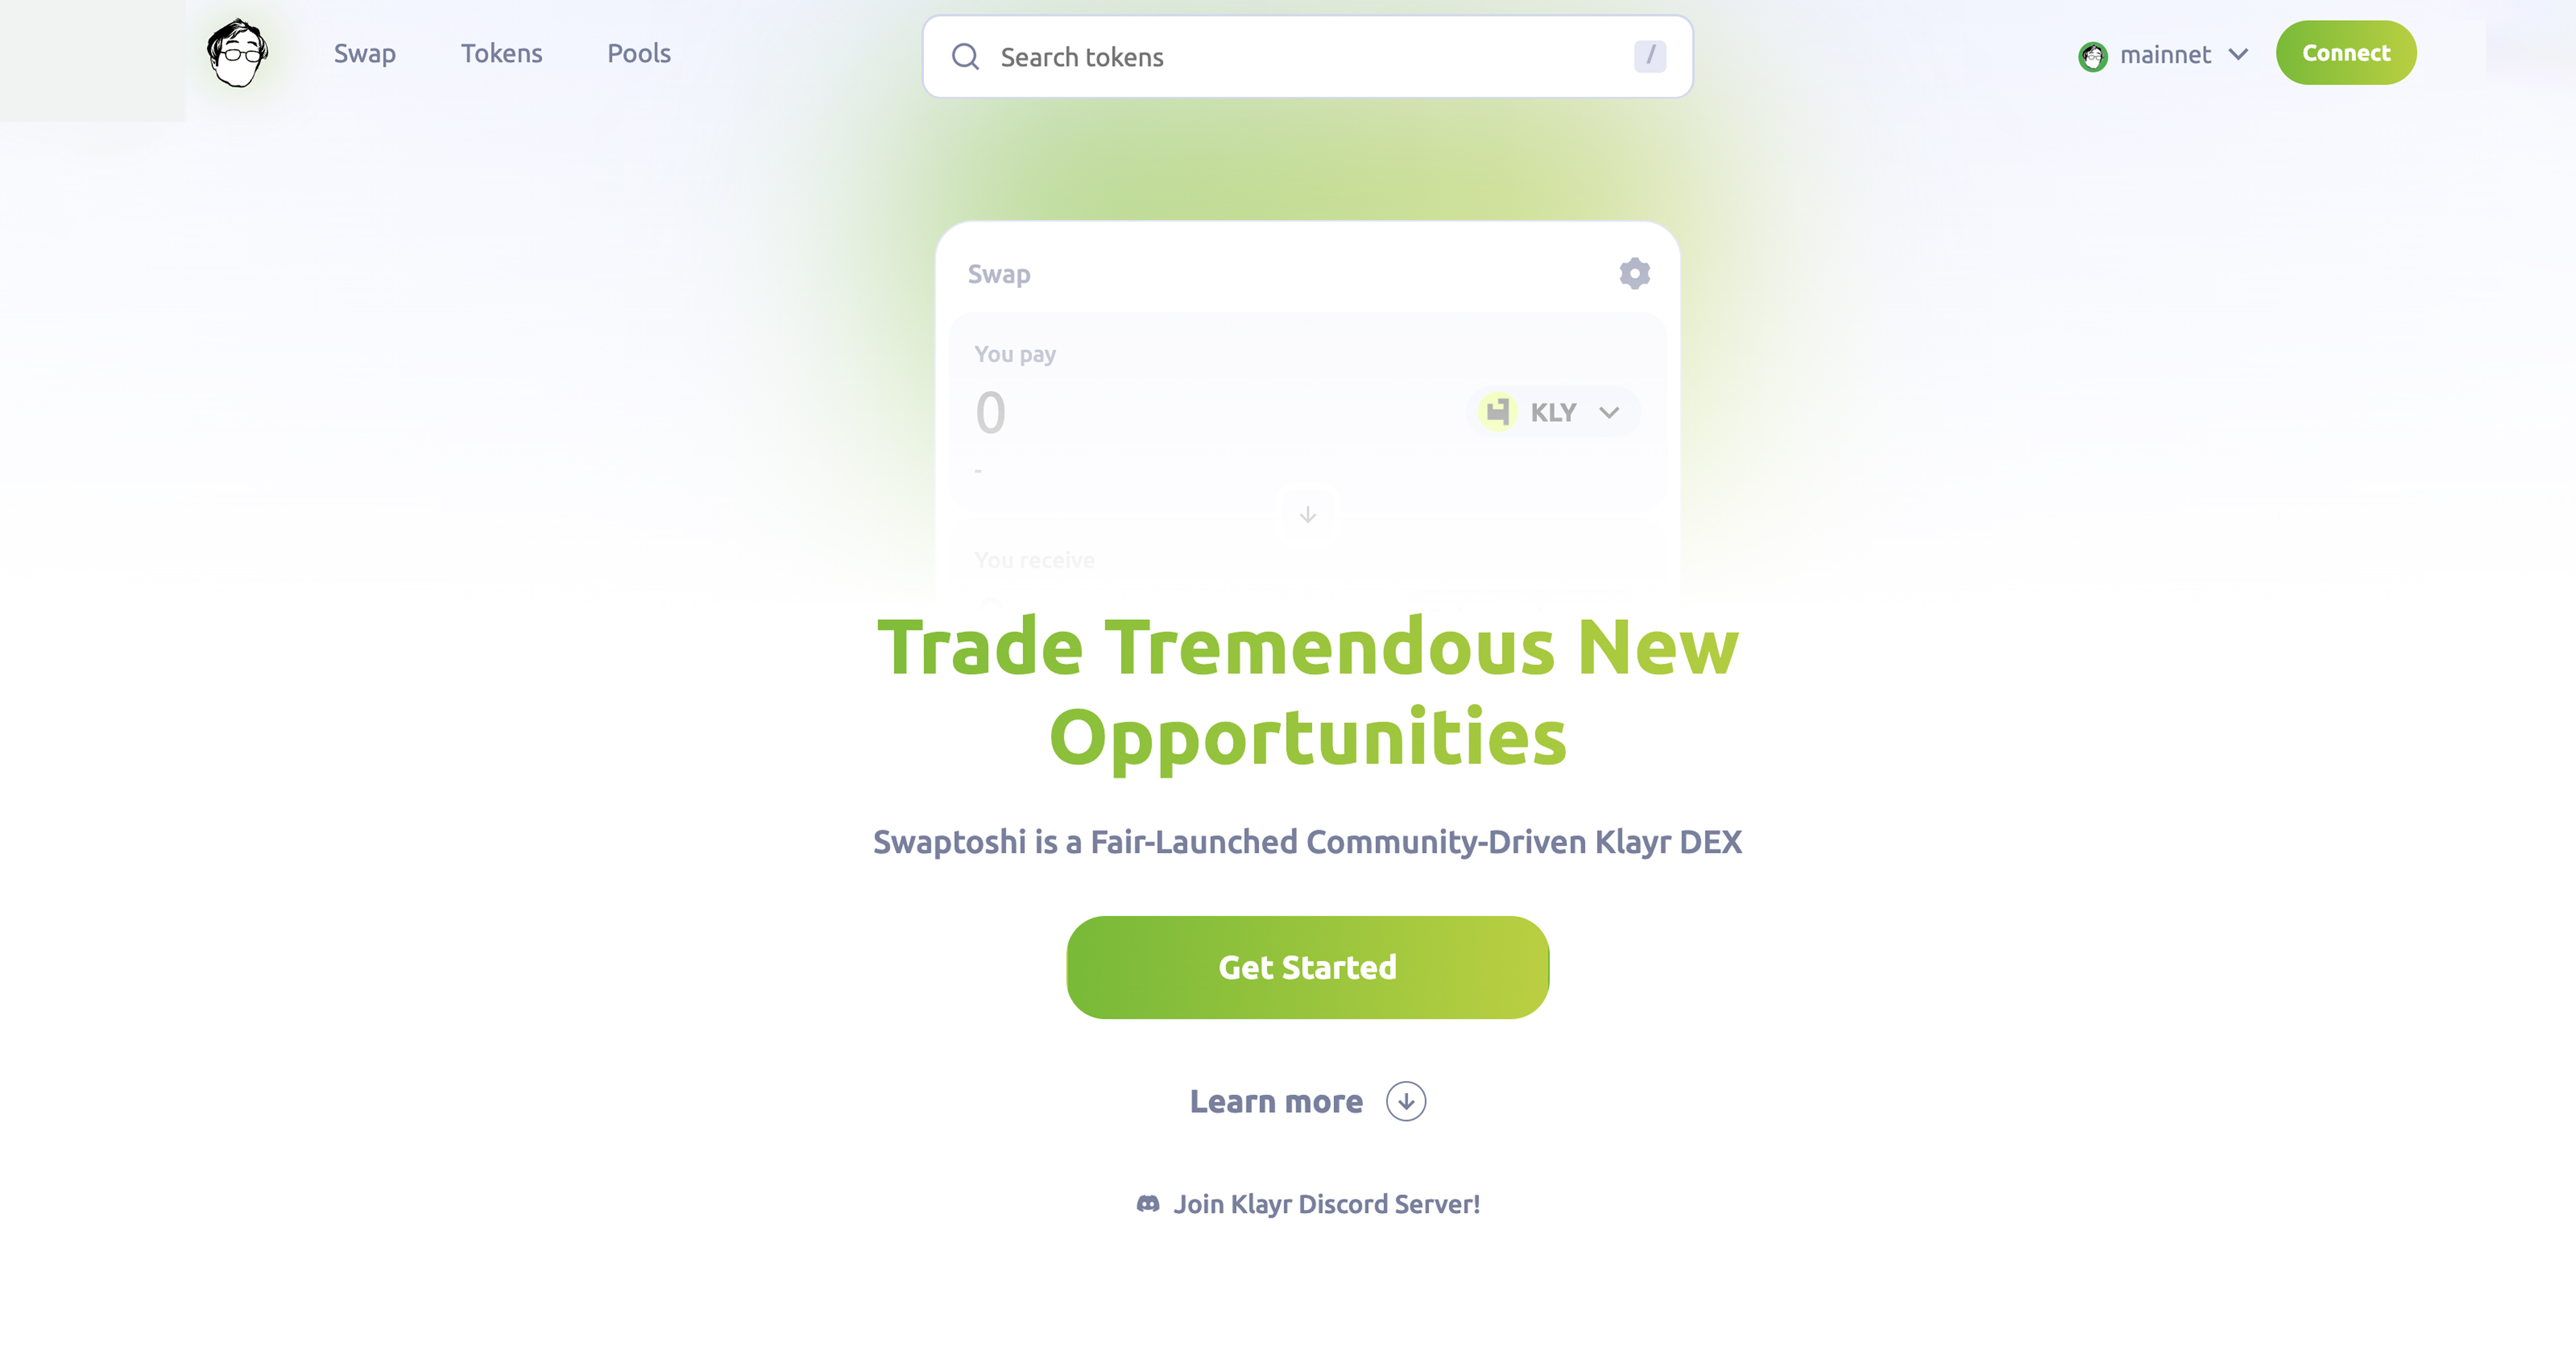 Swap
Tokens
Pools
Search tokens
/
mainnet
Connect
Swap
You pay
0
KLY
-
You receive
Trade Tremendous New
Opportunities
Swaptoshi is a Fair-Launched Community-Driven Klayr DEX
Get Started
Learn more
Join Klayr Discord Server!